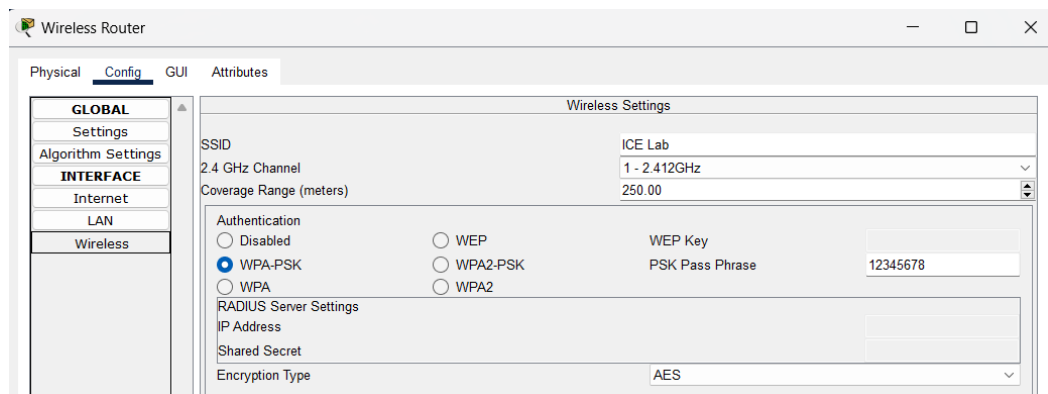 Wireless Router
Physical Config GUI Attributes
GLOBAL
Settings
Algorithm Settings
INTERFACE
Internet
LAN
Wireless
Wireless Settings
SSID ICE Lab
2.4 GHz Channel 1 - 2.412GHz
Coverage Range (meters) 250.00
Authentication
Disabled WEP WEP Key
WPA-PSK WPA2-PSK PSK Pass Phrase 12345678
WPA WPA2
RADIUS Server Settings
IP Address
Shared Secret
Encryption Type AES